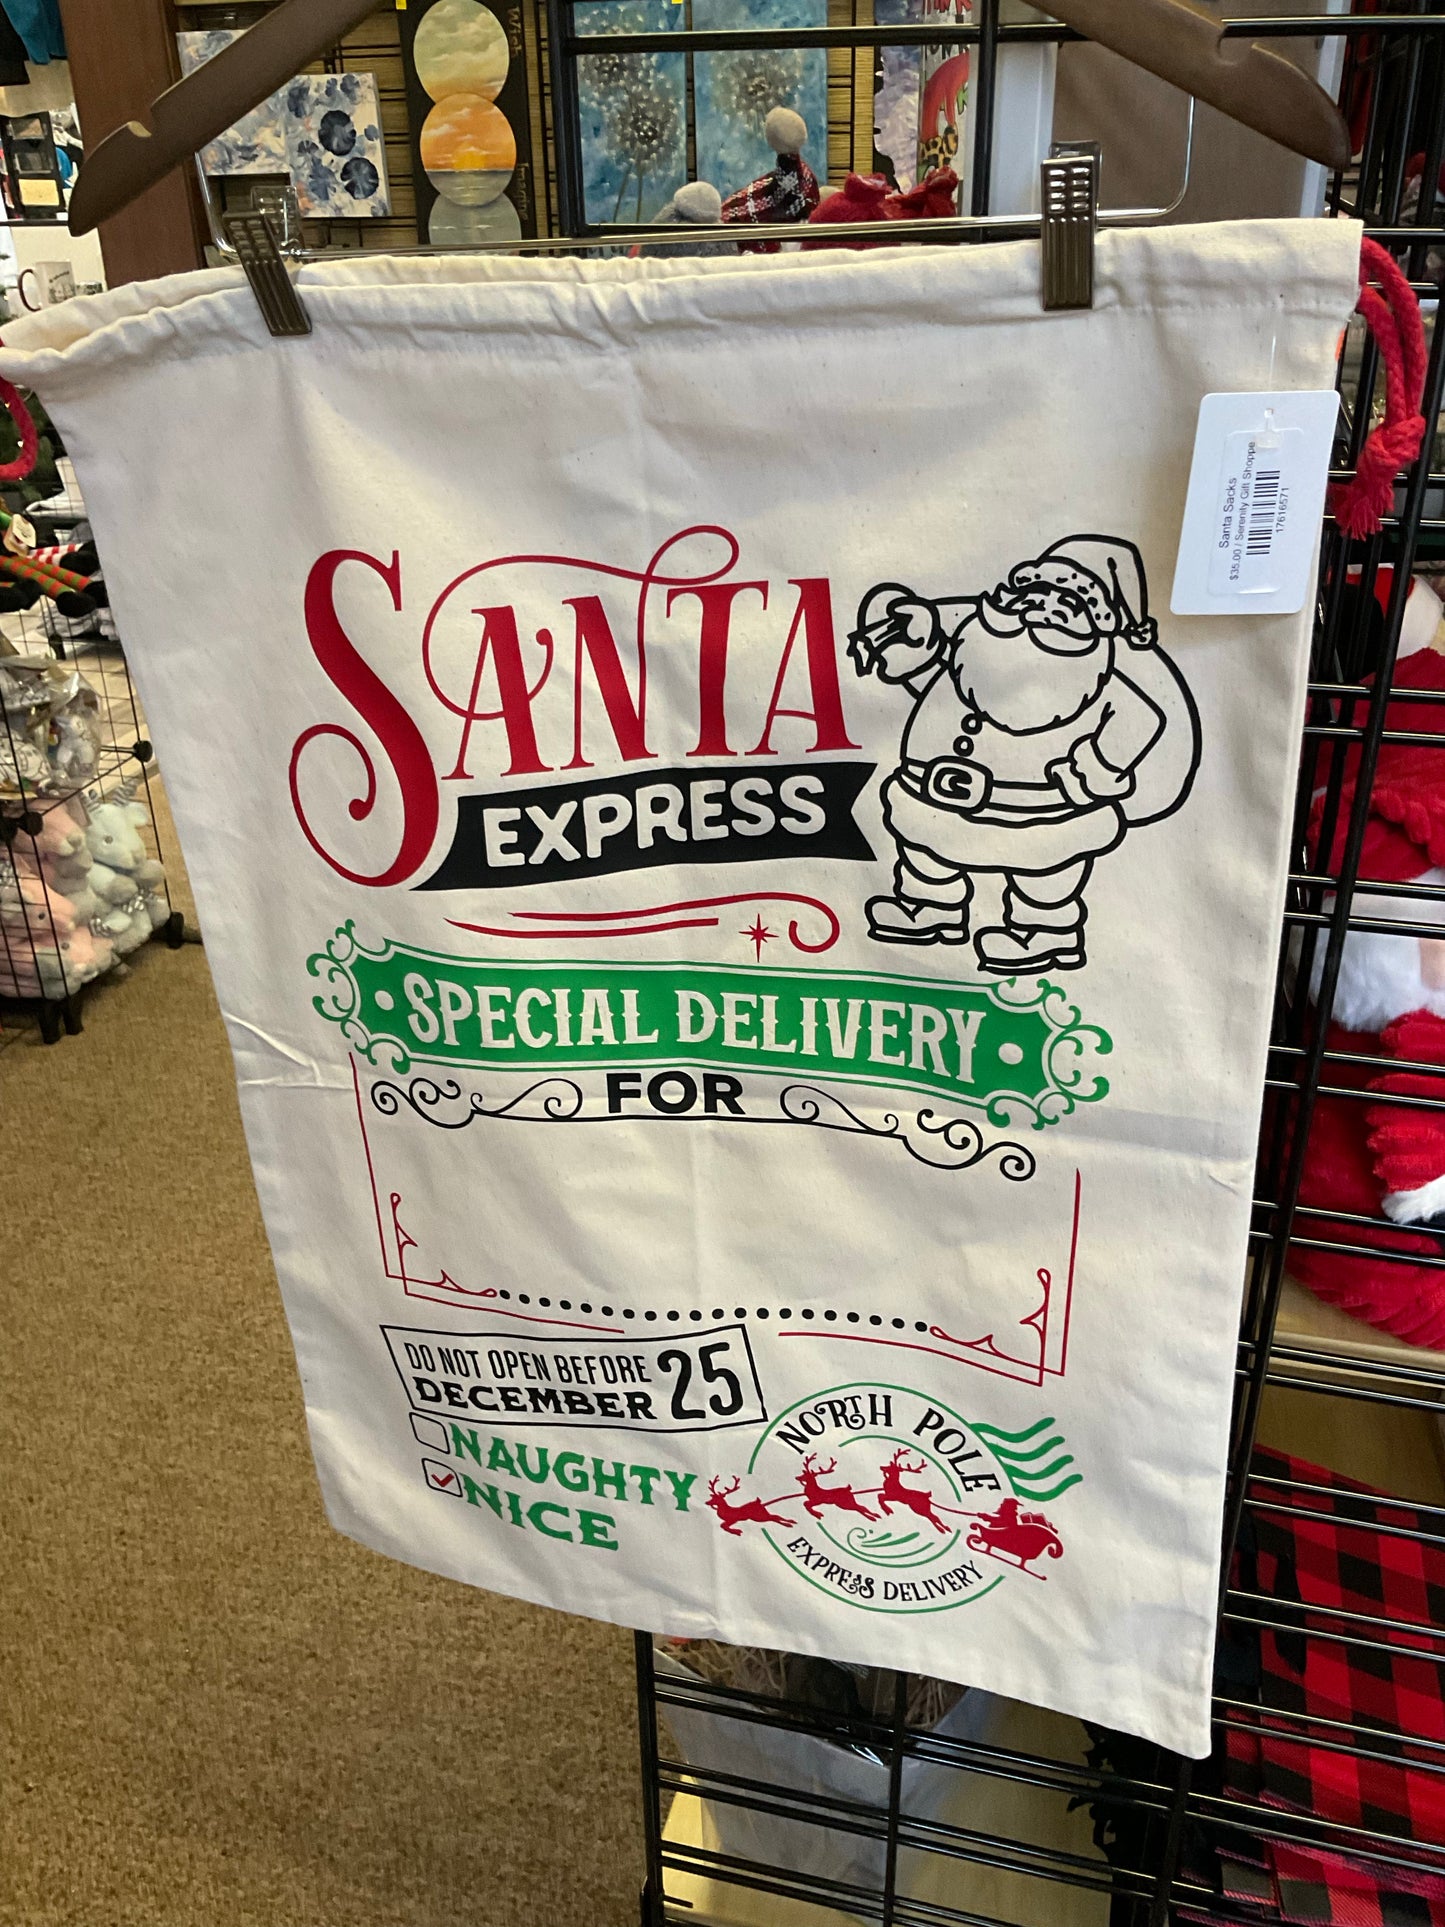 SANTA
EXPRESS
SPECIAL DELIVERY
FOR
DO NOT OPEN BEFORE
DECEMBER 25
NAUGHTY
NICE
NORTH POLE
EXPRESS DELIVERY
Santa Sacks
$35.00 / Serenity Gift Shoppe
17616571